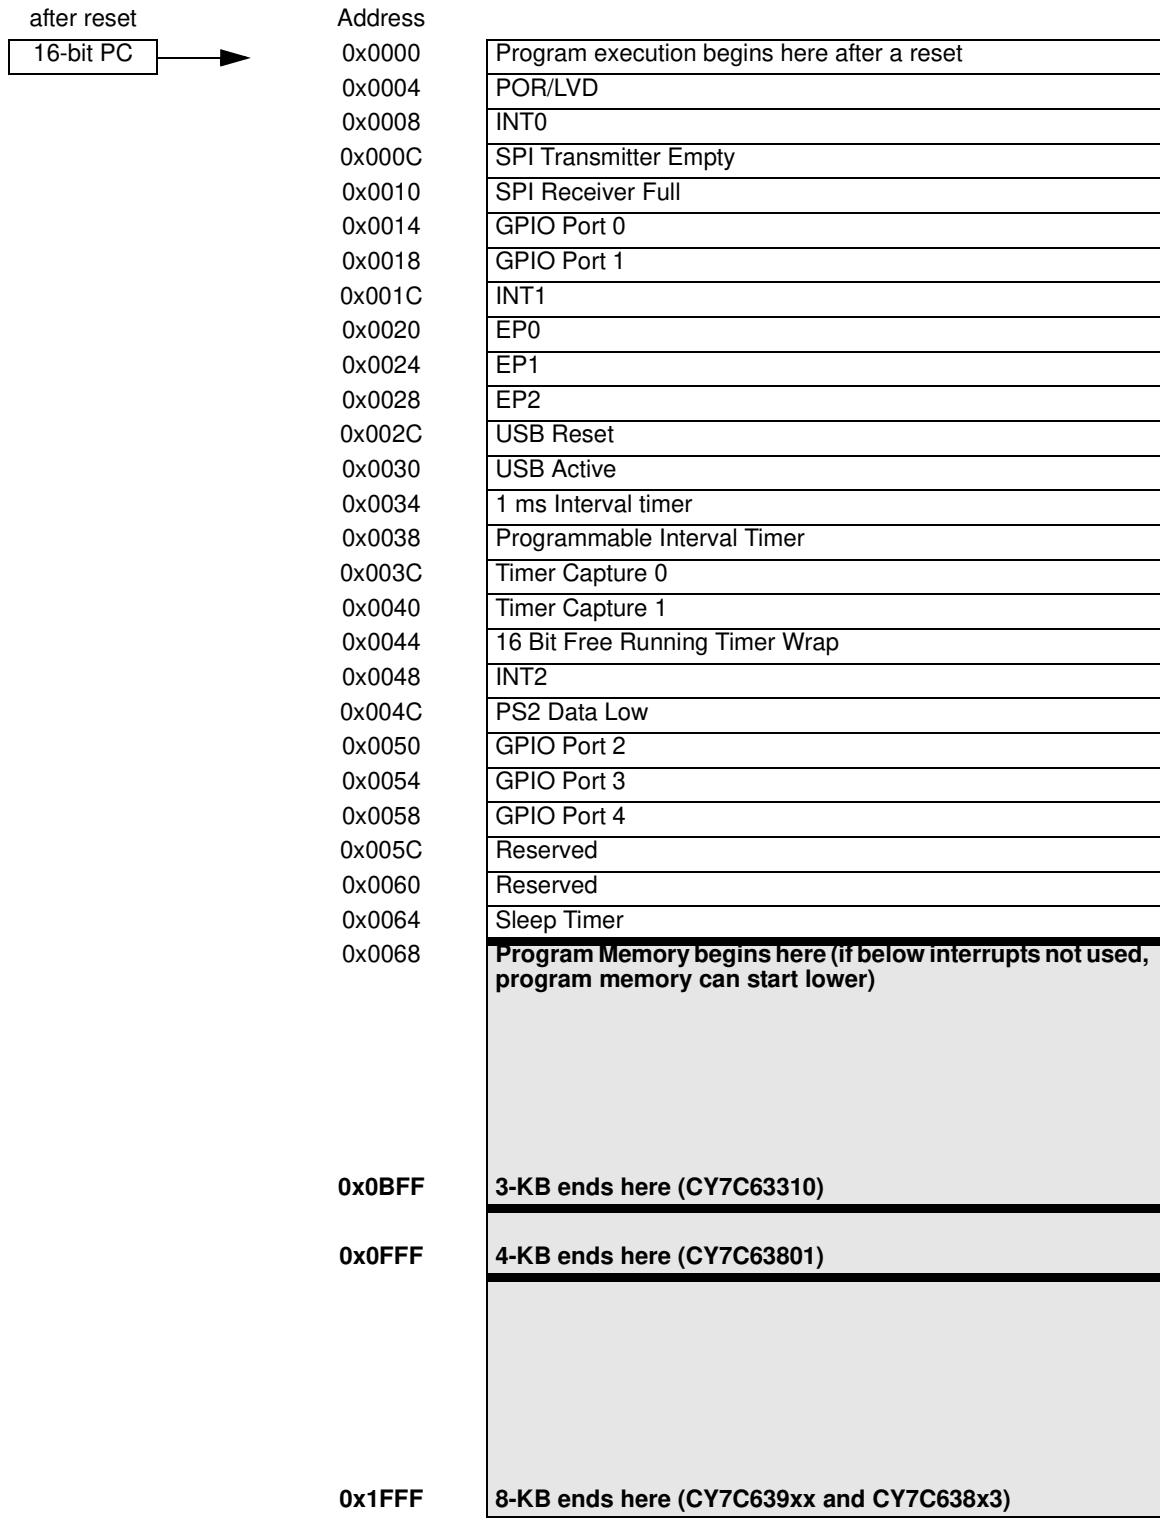 after reset Address
16-bit PC 0x0000 Program execution begins here after a reset
0x0004 POR/LVD
0x0008 INT0
0x000C SPI Transmitter Empty
0x0010 SPI Receiver Full
0x0014 GPIO Port 0
0x0018 GPIO Port 1
0x001C INT1
0x0020 EP0
0x0024 EP1
0x0028 EP2
0x002C USB Reset
0x0030 USB Active
0x0034 1 ms Interval timer
0x0038 Programmable Interval Timer
0x003C Timer Capture 0
0x0040 Timer Capture 1
0x0044 16 Bit Free Running Timer Wrap
0x0048 INT2
0x004C PS2 Data Low
0x0050 GPIO Port 2
0x0054 GPIO Port 3
0x0058 GPIO Port 4
0x005C Reserved
0x0060 Reserved
0x0064 Sleep Timer
0x0068 Program Memory begins here (if below interrupts not used,
program memory can start lower)
0x0BFF 3-KB ends here (CY7C63310)
0x0FFF 4-KB ends here (CY7C63801)
0x1FFF 8-KB ends here (CY7C639xx and CY7C638x3)